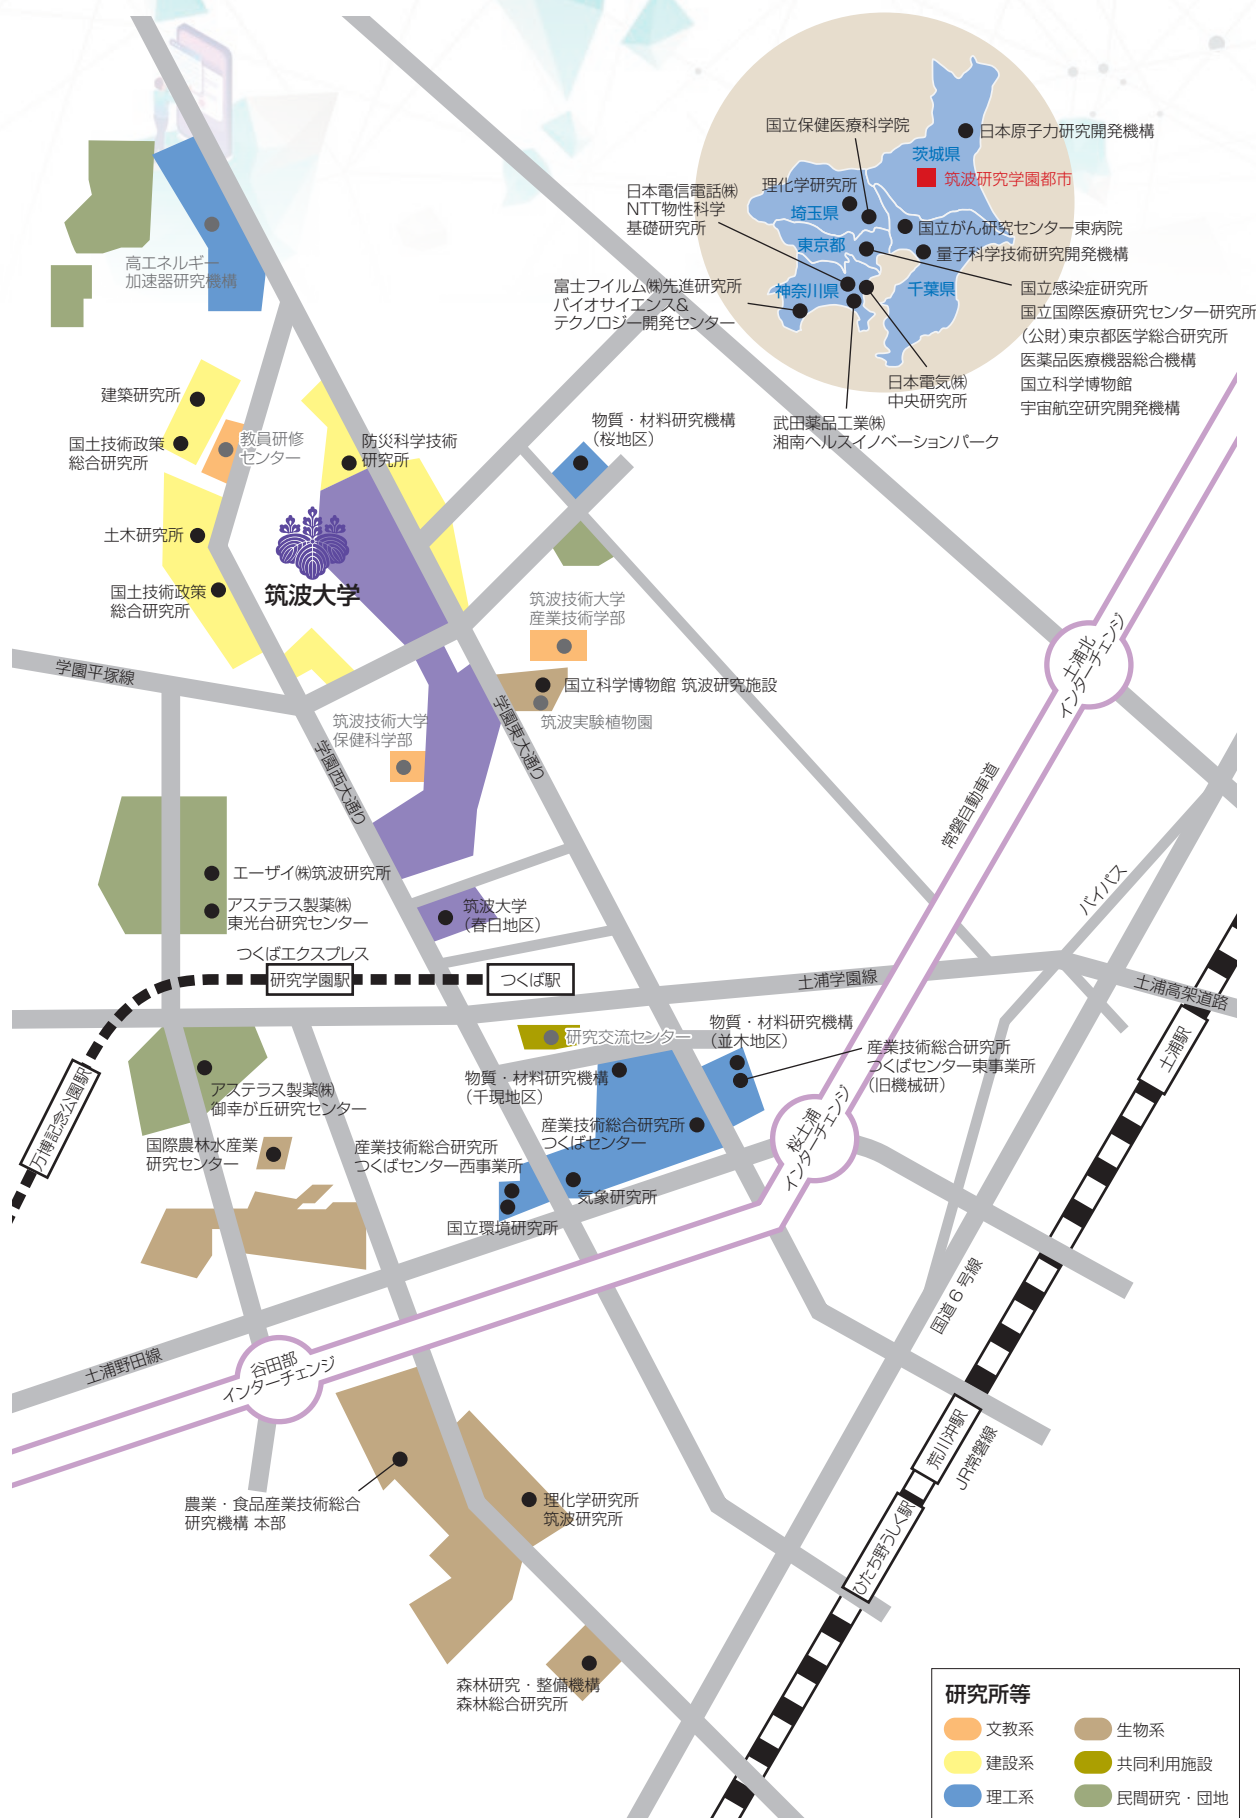 国立保健医療科学院
日本原子力研究開発機構
茨城県
筑波研究学園都市
理化学研究所
日本電信電話㈱
NTT物性科学
基礎研究所
埼玉県
国立がん研究センター東病院
東京都
量子科学技術研究開発機構
富士フイルム㈱先進研究所
バイオサイエンス&
テクノロジー開発センター
神奈川県
千葉県
国立感染症研究所
国立国際医療研究センター研究所
(公財)東京都医学総合研究所
医薬品医療機器総合機構
国立科学博物館
宇宙航空研究開発機構
日本電気㈱
中央研究所
武田薬品工業㈱
湘南ヘルスイノベーションパーク
高エネルギー
加速器研究機構
建築研究所
国土技術政策
総合研究所
教員研修
センター
防災科学技術
研究所
物質・材料研究機構
(桜地区)
土木研究所
国土技術政策
総合研究所
筑波大学
筑波技術大学
産業技術学部
学園平塚線
国立科学博物館 筑波研究施設
筑波実験植物園
筑波技術大学
保健科学部
学園西大通り
学園東大通り
土浦北
インターチェンジ
常磐自動車道
バイパス
エーザイ㈱筑波研究所
アステラス製薬㈱
東光台研究センター
筑波大学
(春日地区)
つくばエクスプレス
研究学園駅
つくば駅
土浦学園線
土浦高架道路
土浦駅
研究交流センター
物質・材料研究機構
(並木地区)
産業技術総合研究所
つくばセンター東事業所
(旧機械研)
万博記念公園駅
アステラス製薬㈱
御幸が丘研究センター
物質・材料研究機構
(千現地区)
産業技術総合研究所
つくばセンター
桜土浦
インターチェンジ
国際農林水産業
研究センター
産業技術総合研究所
つくばセンター西事業所
気象研究所
国立環境研究所
国道6号線
土浦野田線
谷田部
インターチェンジ
荒川沖駅
JR常磐線
農業・食品産業技術総合
研究機構 本部
理化学研究所
筑波研究所
ひたち野うしく駅
森林研究・整備機構
森林総合研究所
研究所等
文教系
生物系
建設系
共同利用施設
理工系
民間研究・団地